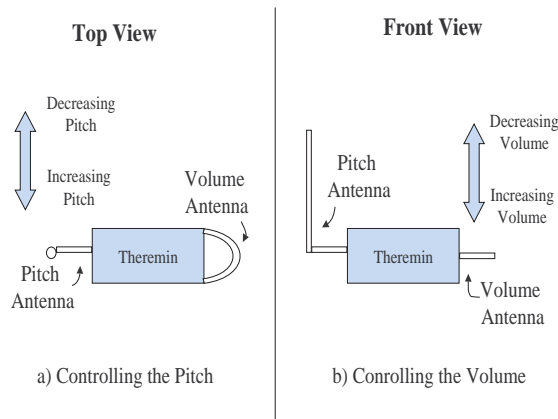 Top View
Decreasing
Pitch
Increasing
Pitch
Volume
Antenna
Theremin
Pitch
Antenna
a) Controlling the Pitch
Front View
Decreasing
Volume
Pitch
Antenna
Increasing
Volume
Theremin
Volume
Antenna
b) Conrolling the Volume